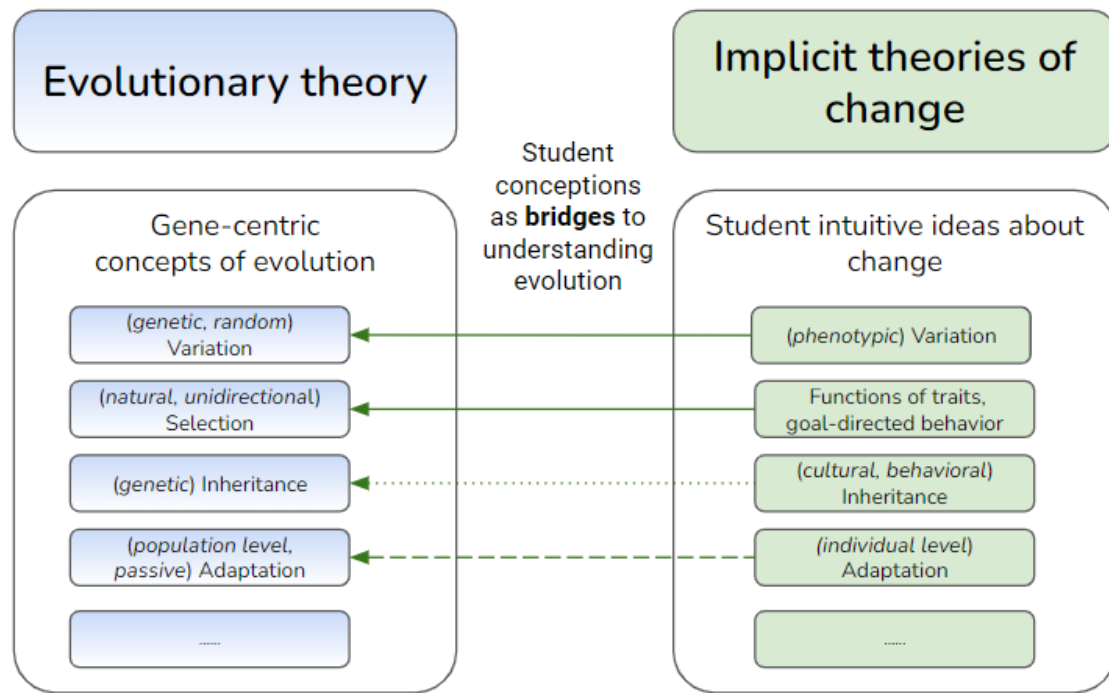 Evolutionary theory
Implicit theories of
change
Student
conceptions
as bridges to
understanding
evolution
Gene-centric
concepts of evolution
(genetic, random)
Variation
(natural, unidirectional)
Selection
(genetic) Inheritance
(population level,
passive) Adaptation
......
Student intuitive ideas about
change
(phenotypic) Variation
Functions of traits,
goal-directed behavior
(cultural, behavioral)
Inheritance
(individual level)
Adaptation
......